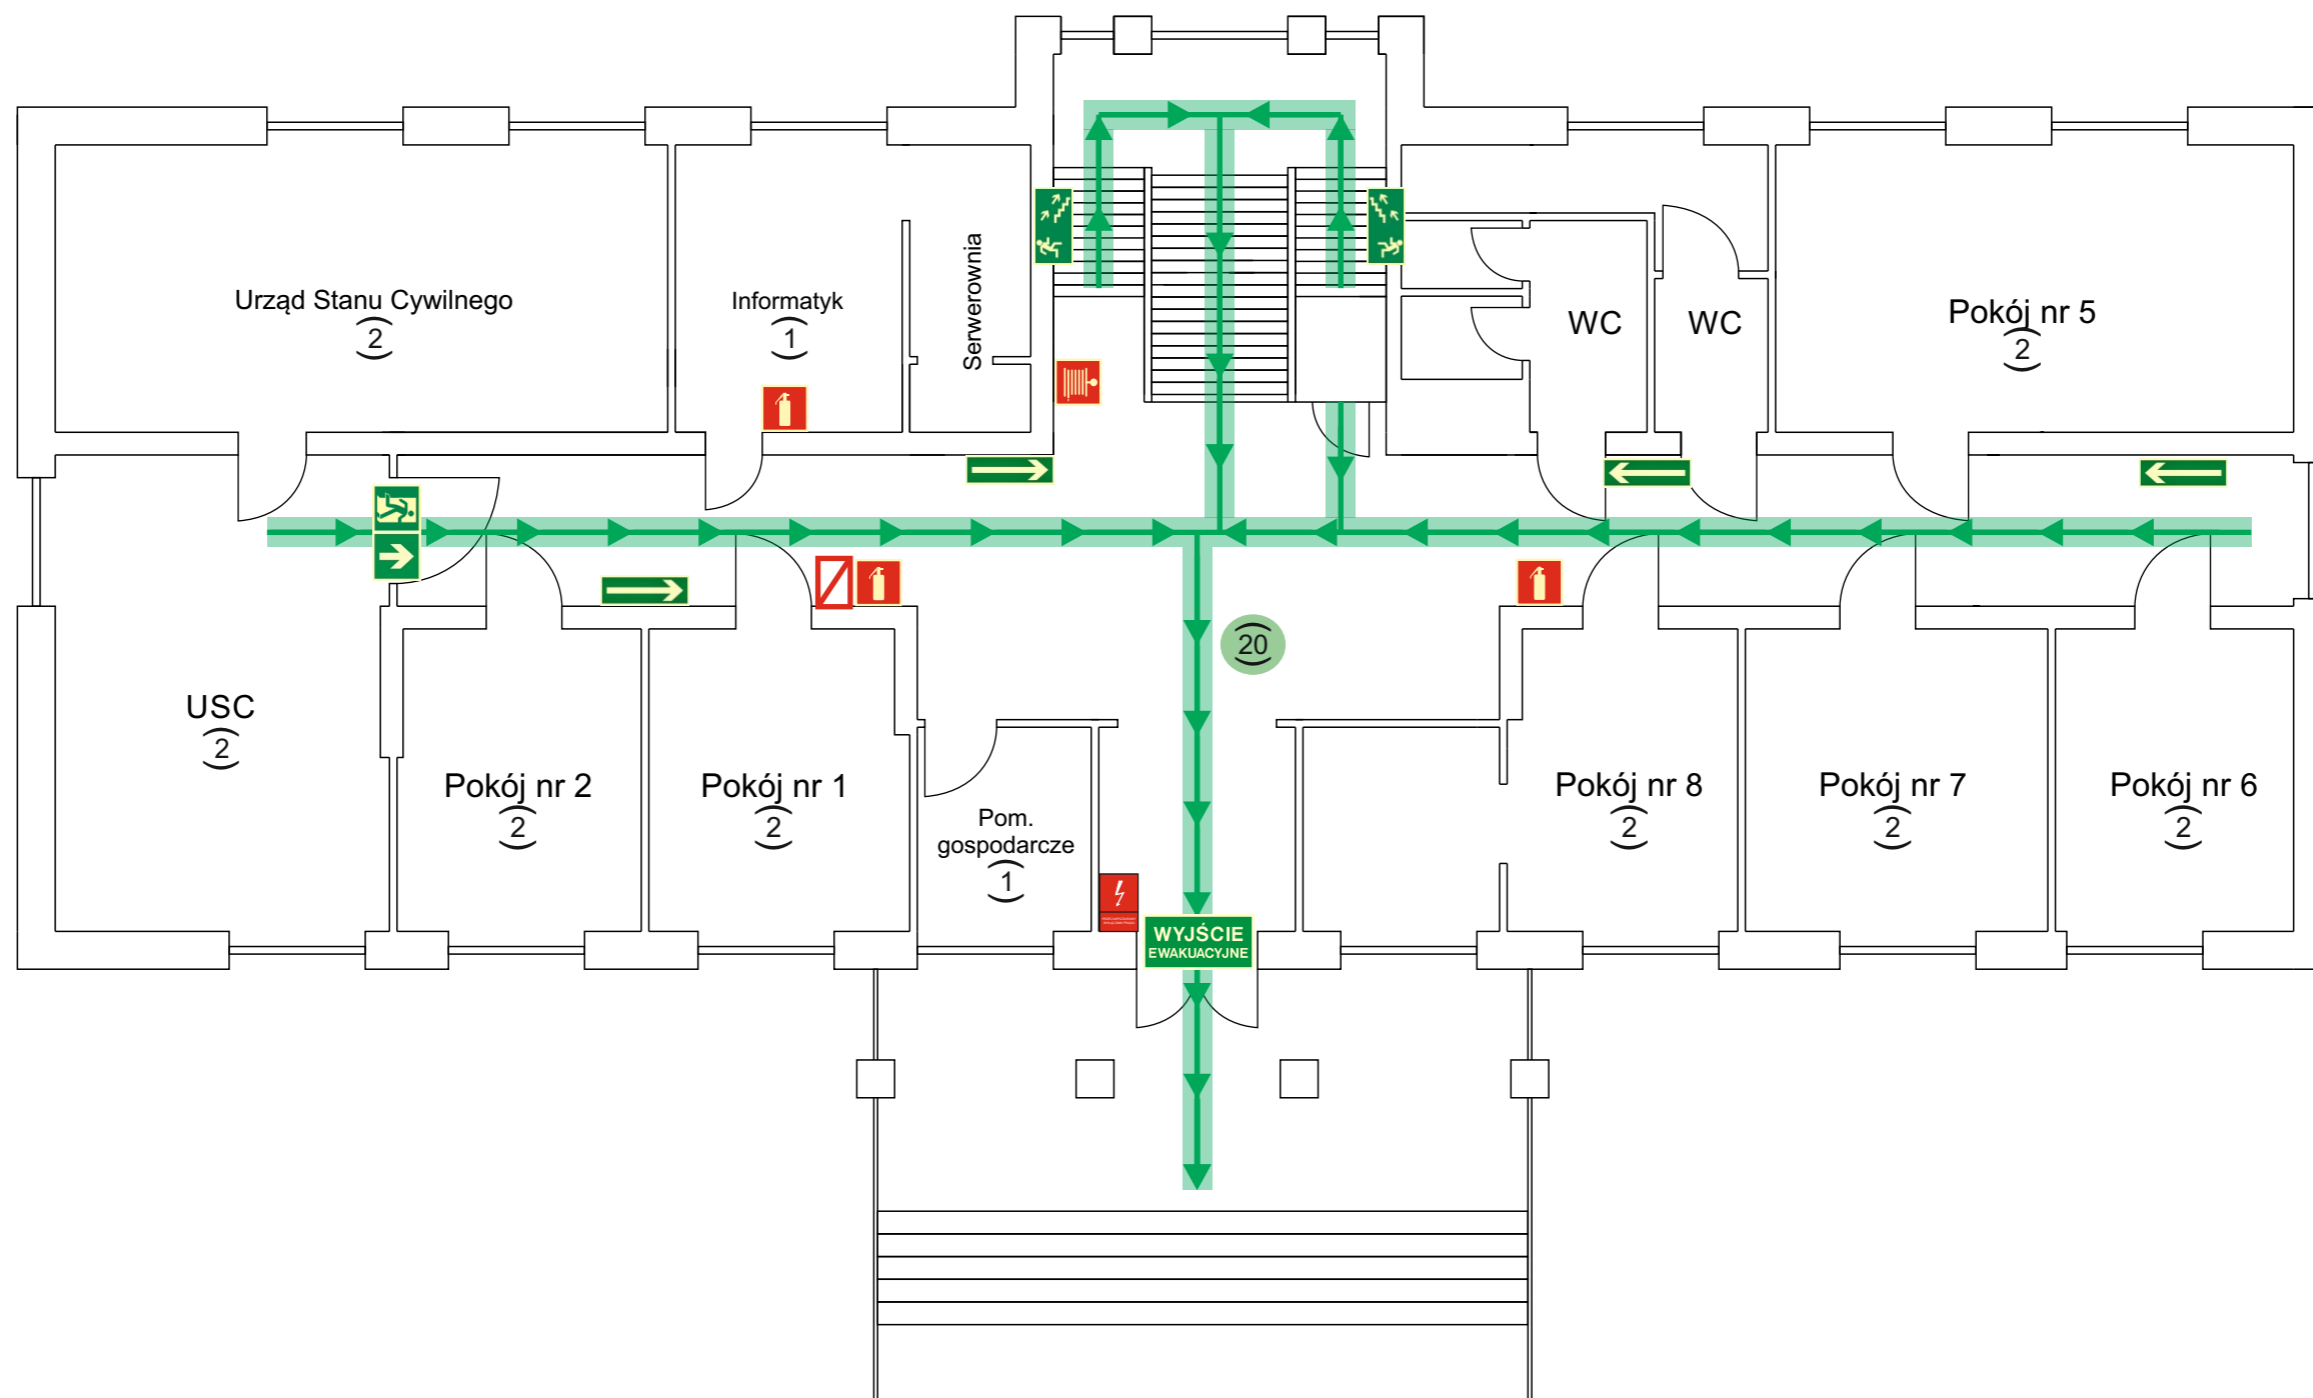 Urząd Stanu Cywilnego
2
Informatyk
1
Serwerownia
WC
WC
Pokój nr 5
2
20
USC
2
Pokój nr 2
2
Pokój nr 1
2
Pom.
gospodarcze
1
Pokój nr 8
2
Pokój nr 7
2
Pokój nr 6
2
WYJŚCIE
EWAKUACYJNE